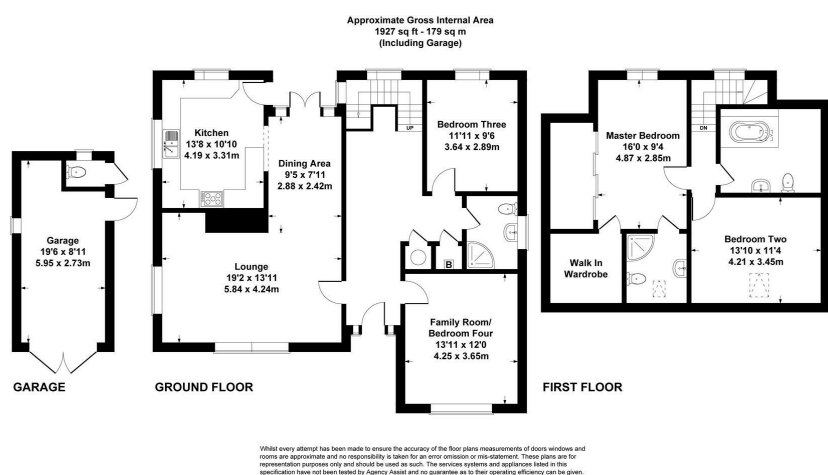 Approximate Gross Internal Area
1927 sq ft - 179 sq m
(Including Garage)
Kitchen
13'8 x 10'10
4.19 x 3.31m
Dining Area
9'5 x 7'11
2.88 x 2.42m
UP
Bedroom Three
11'11 x 9'6
3.64 x 2.89m
Master Bedroom
16'0 x 9'4
4.87 x 2.85m
DN
Garage
19'6 x 8'11
5.95 x 2.73m
Lounge
19'2 x 13'11
5.84 x 4.24m
B
Family Room/
Bedroom Four
13'11 x 12'0
4.25 x 3.65m
Walk In
Wardrobe
Bedroom Two
13'10 x 11'4
4.21 x 3.45m
GARAGE
GROUND FLOOR
FIRST FLOOR
Whilst every attempt has been made to ensure the accuracy of the floor plans measurements of doors windows and
rooms are approximate and no responsibility is taken for an error omission or mis-statement. These plans are for
representation purposes only and should be used as such. The services systems and appliances listed in this
specification have not been tested by Agency Assist and no guarantee as to their operating efficiency can be given.